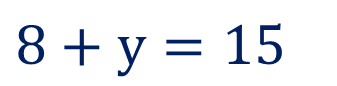 8 + y = 15